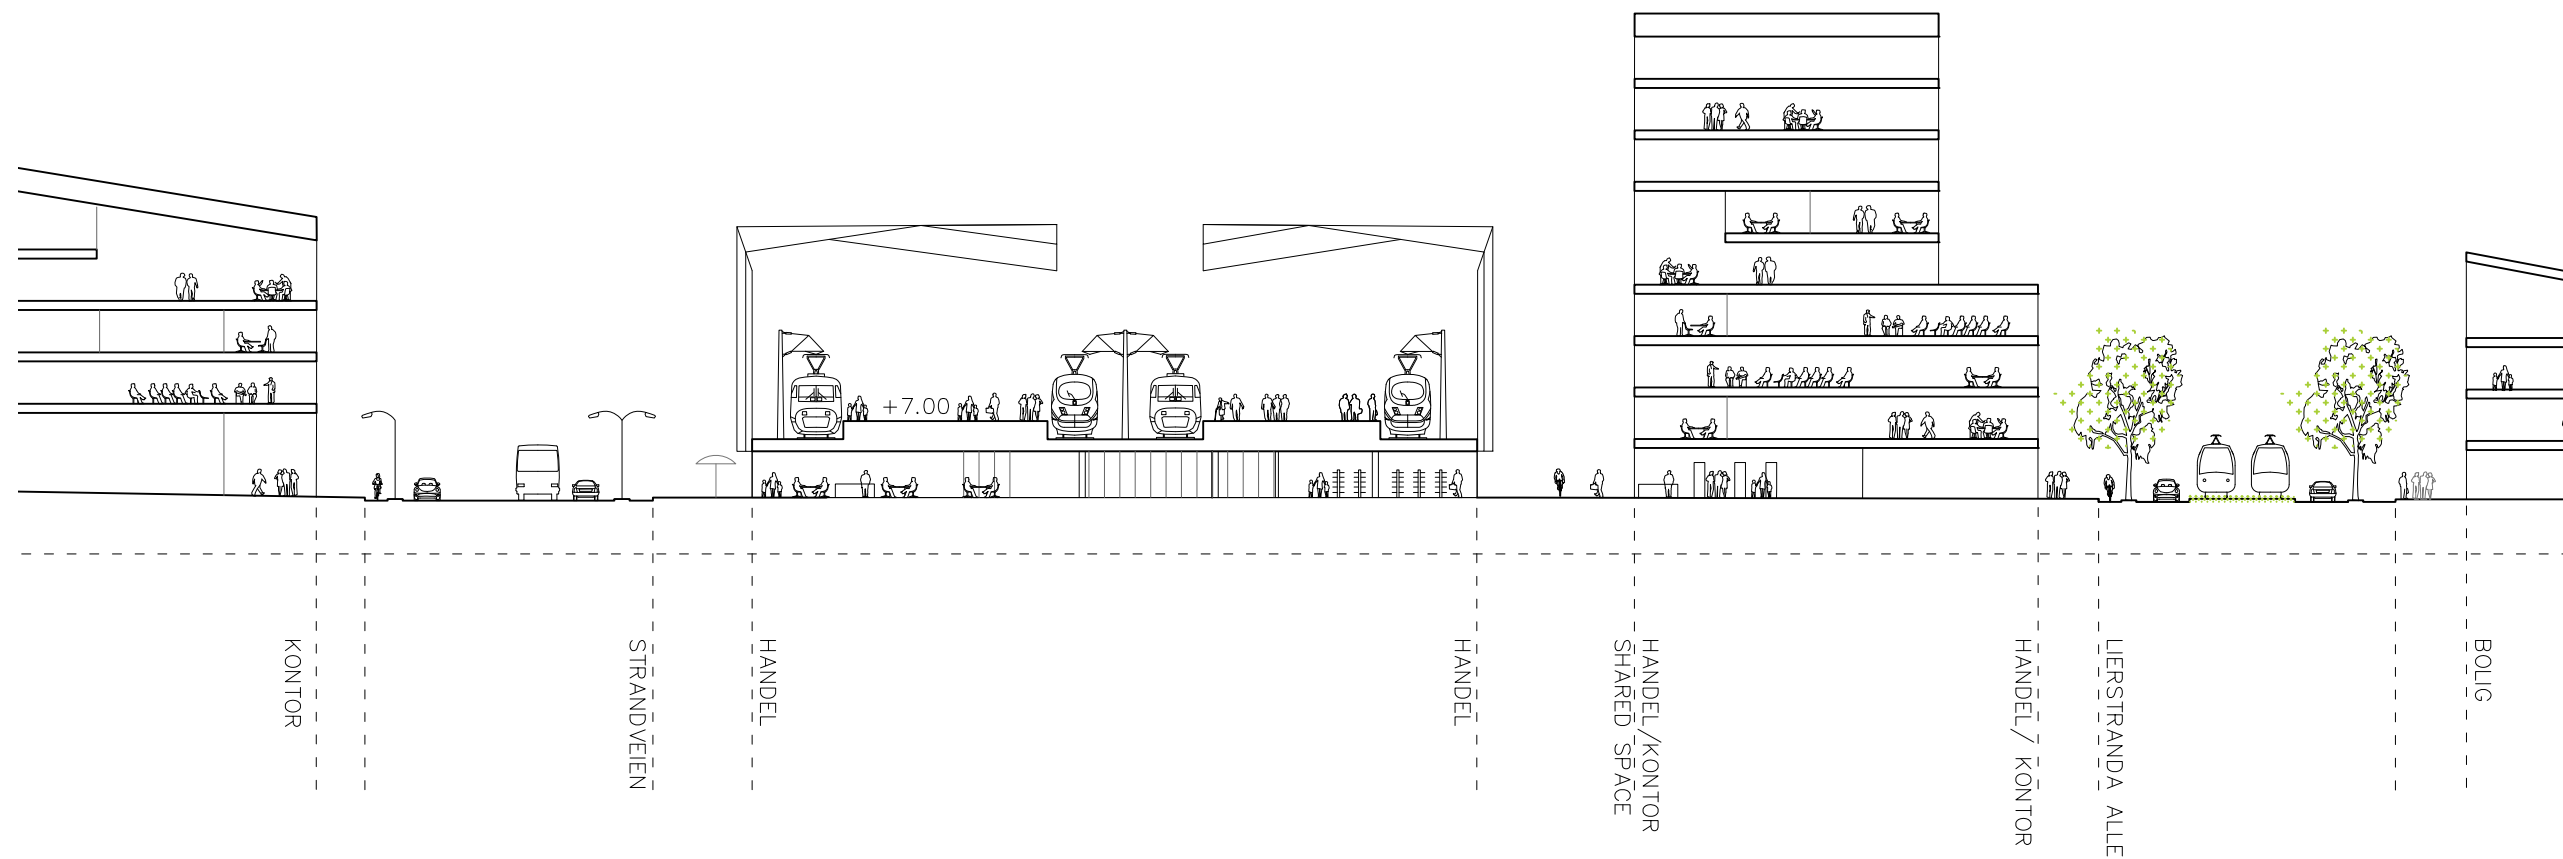 +7.00
KONTOR
STRANDVEIEN
HANDEL
HANDEL
SHARED SPACE
HANDEL/KONTOR
HANDEL/ KONTOR
LIERSTRANDA ALLE
BOLIG